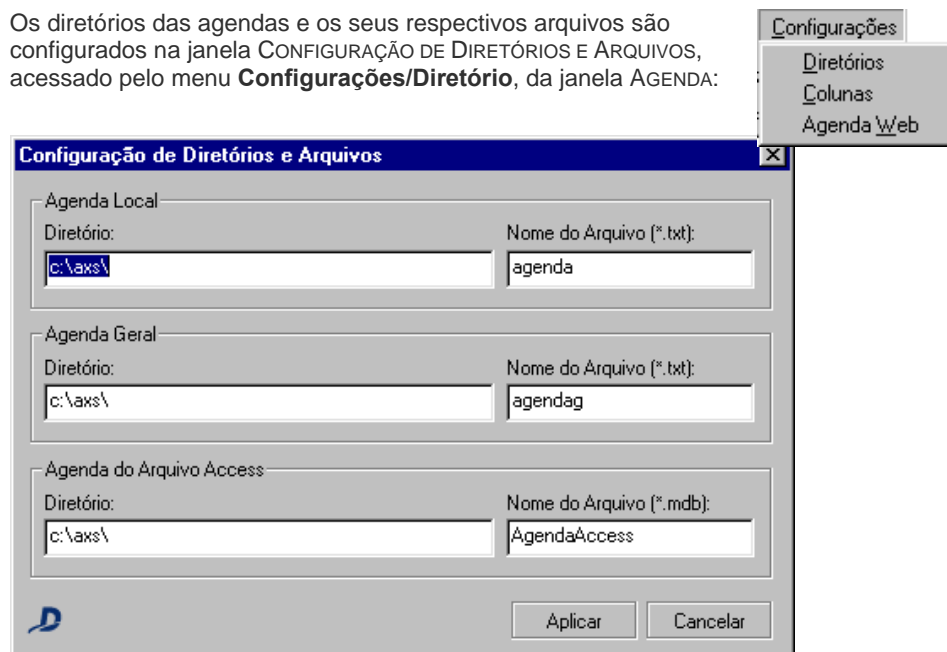 Os diretórios das agendas e os seus respectivos arquivos são
configurados na janela CONFIGURAÇÃO DE DIRETÓRIOS E ARQUIVOS,
acessado pelo menu Configurações/Diretório, da janela AGENDA:
Configurações
Diretórios
Colunas
Agenda Web
Configuração de Diretórios e Arquivos
Agenda Local
Diretório: Nome do Arquivo (*.txt):
c:\axs\ agenda
Agenda Geral
Diretório: Nome do Arquivo (*.txt):
c:\axs\ agendag
Agenda do Arquivo Access
Diretório: Nome do Arquivo (*.mdb):
c:\axs\ AgendaAccess
D
Aplicar Cancelar